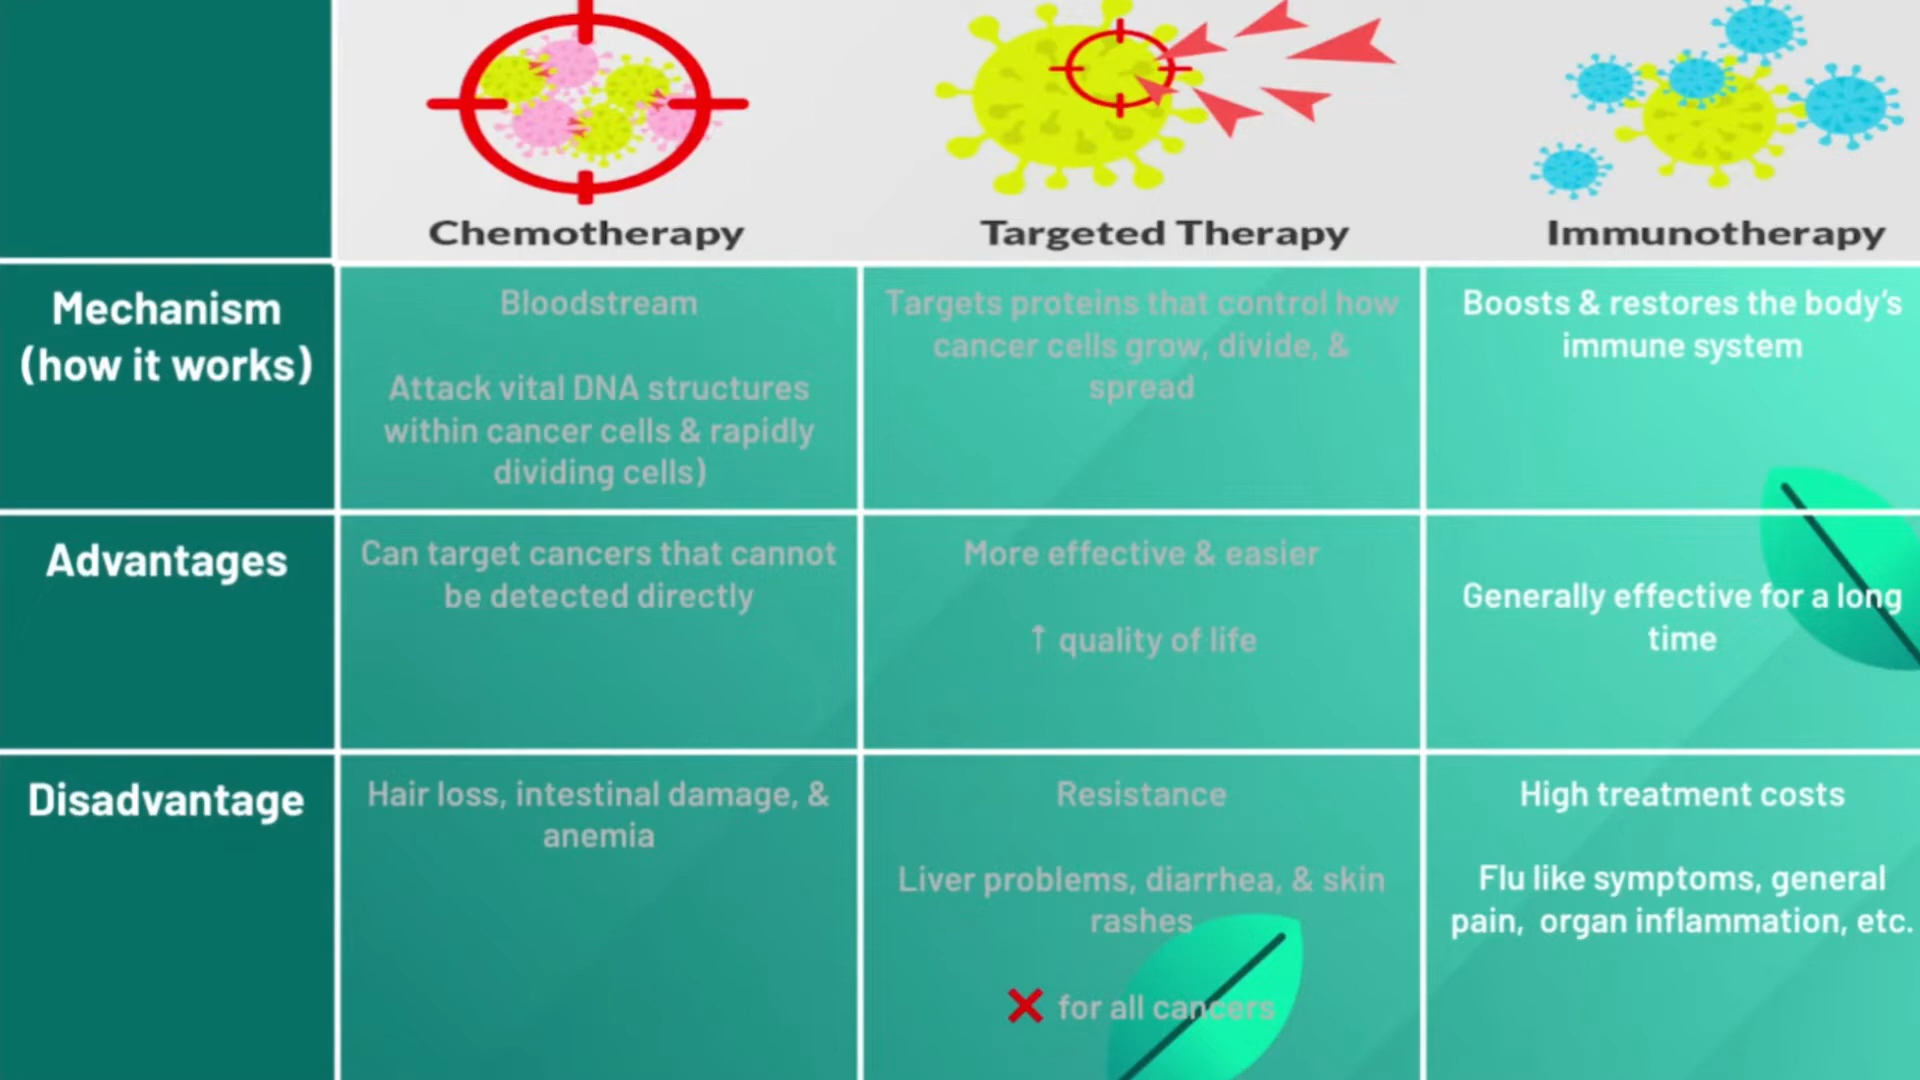 Chemotherapy
Targeted Therapy
Immunotherapy
Mechanism
(how it works)
Bloodstream
Attack vital DNA structures
within cancer cells & rapidly
dividing cells)
Targets proteins that control how
cancer cells grow, divide, &
spread
Boosts & restores the body's
immune system
Advantages
Can target cancers that cannot
be detected directly
More effective & easier
↑ quality of life
Generally effective for a long
time
Disadvantage
Hair loss, intestinal damage, &
anemia
Resistance
Liver problems, diarrhea, & skin
rashes
❌ for all cancers
High treatment costs
Flu like symptoms, general
pain, organ inflammation, etc.